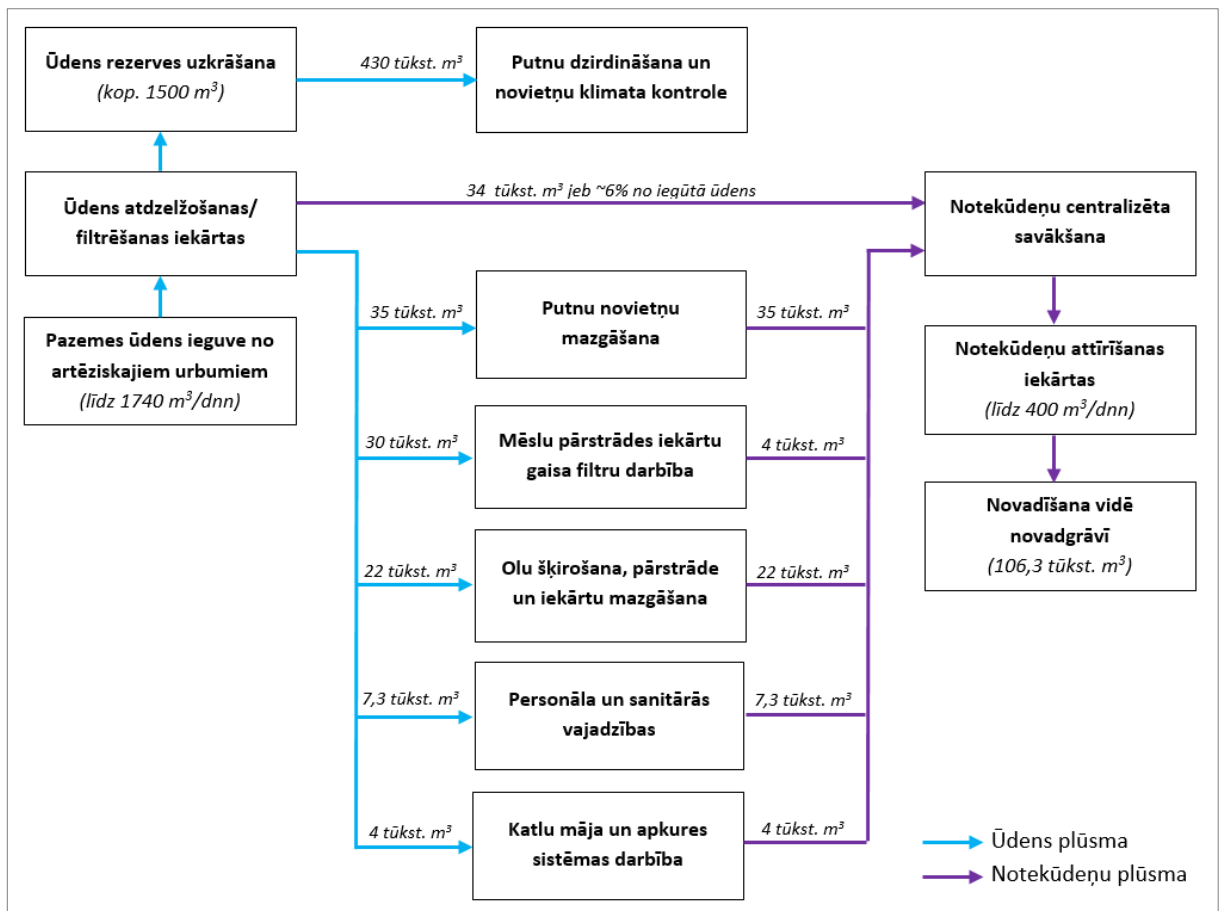 Ūdens rezerves uzkrāšana
(kop. 1500 m³)
430 tūkst. m³
Putnu dzirdināšana un
novietņu klimata kontrole
Ūdens atdzelžošanas/
filtrēšanas iekārtas
34 tūkst. m³ jeb ~6% no iegūtā ūdens
Notekūdeņu centralizēta
savākšana
Pazemes ūdens ieguve no
artēziskajiem urbumiem
(līdz 1740 m³/dnn)
35 tūkst. m³
Putnu novietņu
mazgāšana
35 tūkst. m³
Notekūdeņu attīrīšanas
iekārtas
(līdz 400 m³/dnn)
30 tūkst. m³
Mēslu pārstrādes iekārtu
gaisa filtru darbība
4 tūkst. m³
Novadīšana vidē
novadgrāvī
(106,3 tūkst. m³)
22 tūkst. m³
Olu šķirošana, pārstrāde
un iekārtu mazgāšana
22 tūkst. m³
7,3 tūkst. m³
Personāla un sanitārās
vajadzības
7,3 tūkst. m³
4 tūkst. m³
Katlu māja un apkures
sistēmas darbība
4 tūkst. m³
Ūdens plūsma
Notekūdeņu plūsma